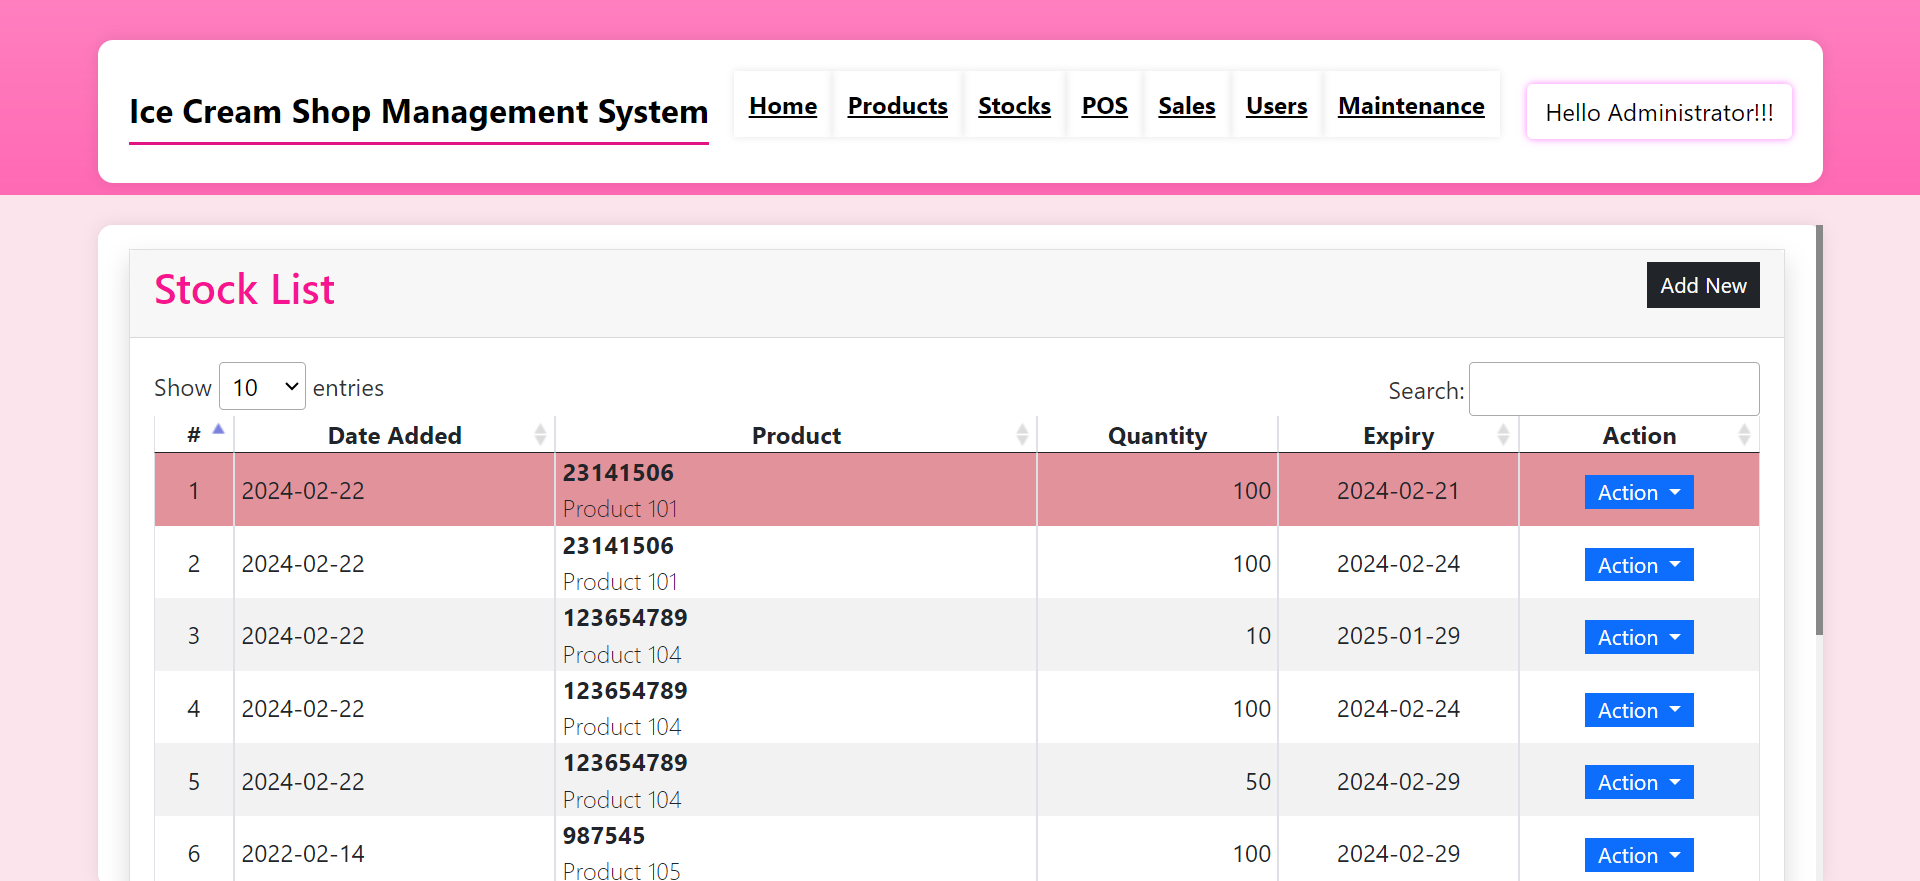 Ice Cream Shop Management System
Home Products Stocks POS Sales Users Maintenance
Hello Administrator!!!
Stock List
Add New
Show 10 entries
Search:
# Date Added Product Quantity Expiry Action
1 2024-02-22 23141506 100 2024-02-21 Action
Product 101
2 2024-02-22 23141506 100 2024-02-24 Action
Product 101
3 2024-02-22 123654789 10 2025-01-29 Action
Product 104
4 2024-02-22 123654789 100 2024-02-24 Action
Product 104
5 2024-02-22 123654789 50 2024-02-29 Action
Product 104
6 2022-02-14 987545 100 2024-02-29 Action
Product 105